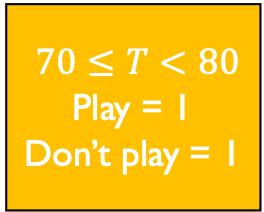 70 ≤ T < 80
Play = 1
Don't play = 1